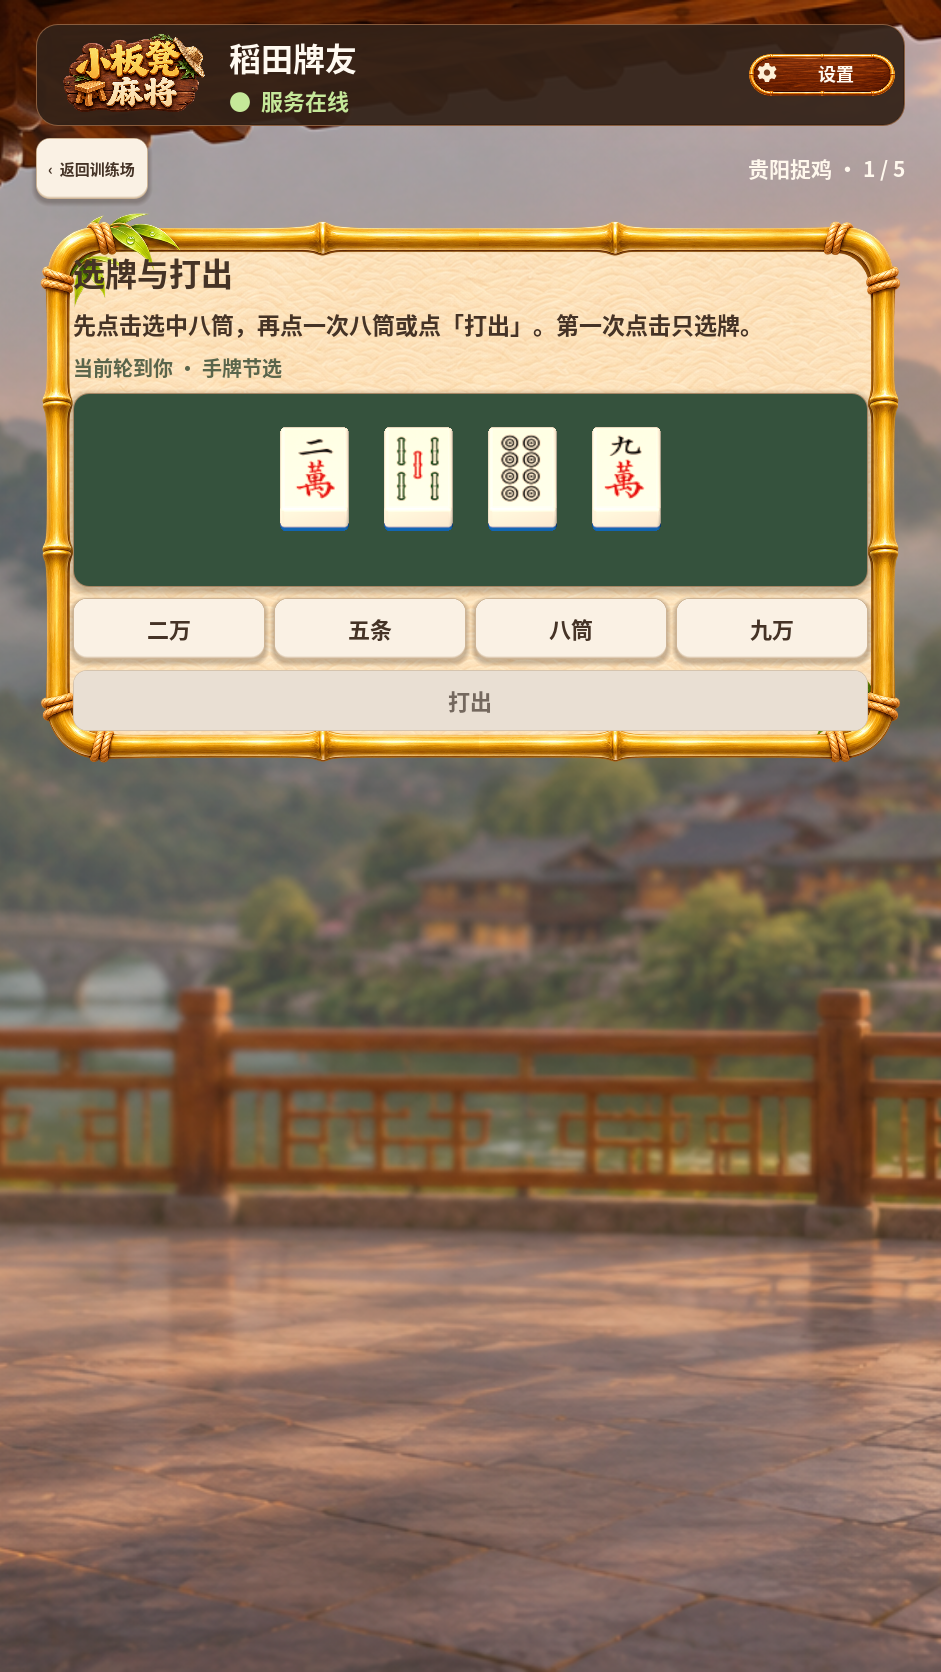 小板凳
麻将
稻田牌友
服务在线
设置
‹ 返回训练场
贵阳捉鸡 · 1 / 5
选牌与打出
先点击选中八筒，再点一次八筒或点「打出」。第一次点击只选牌。
当前轮到你 · 手牌节选
二萬 九萬
二万 五条 八筒 九万
打出